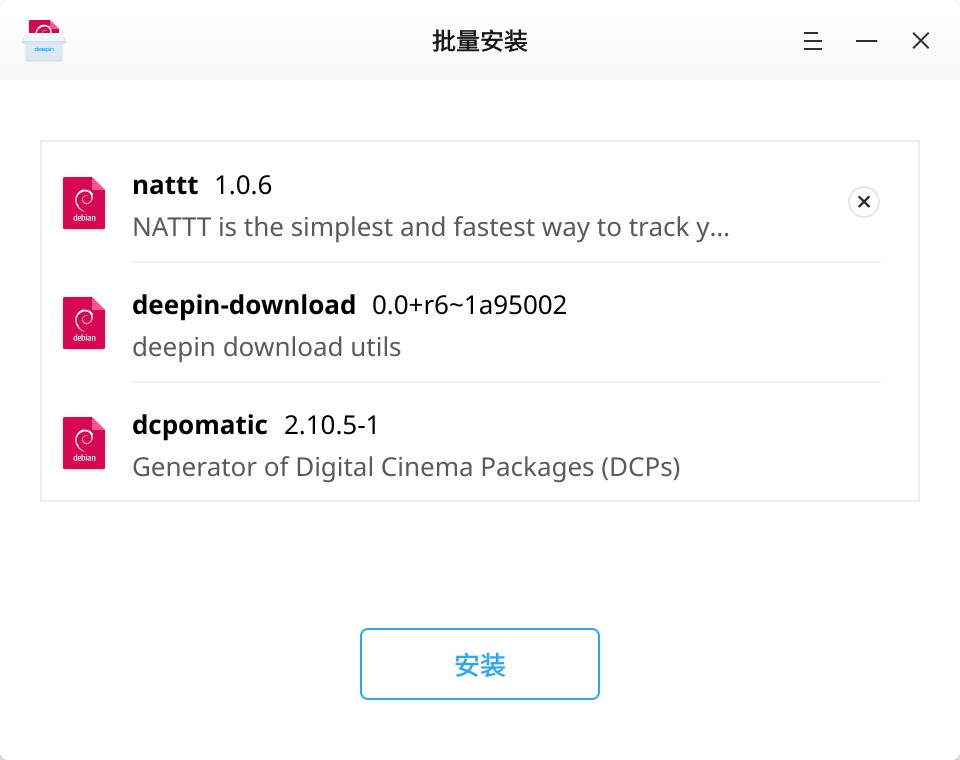 deepin
批量安装
debian
nattt 1.0.6
NATTT is the simplest and fastest way to track y...
debian
deepin-download 0.0+r6~1a95002
deepin download utils
debian
dcpomatic 2.10.5-1
Generator of Digital Cinema Packages (DCPs)
安装